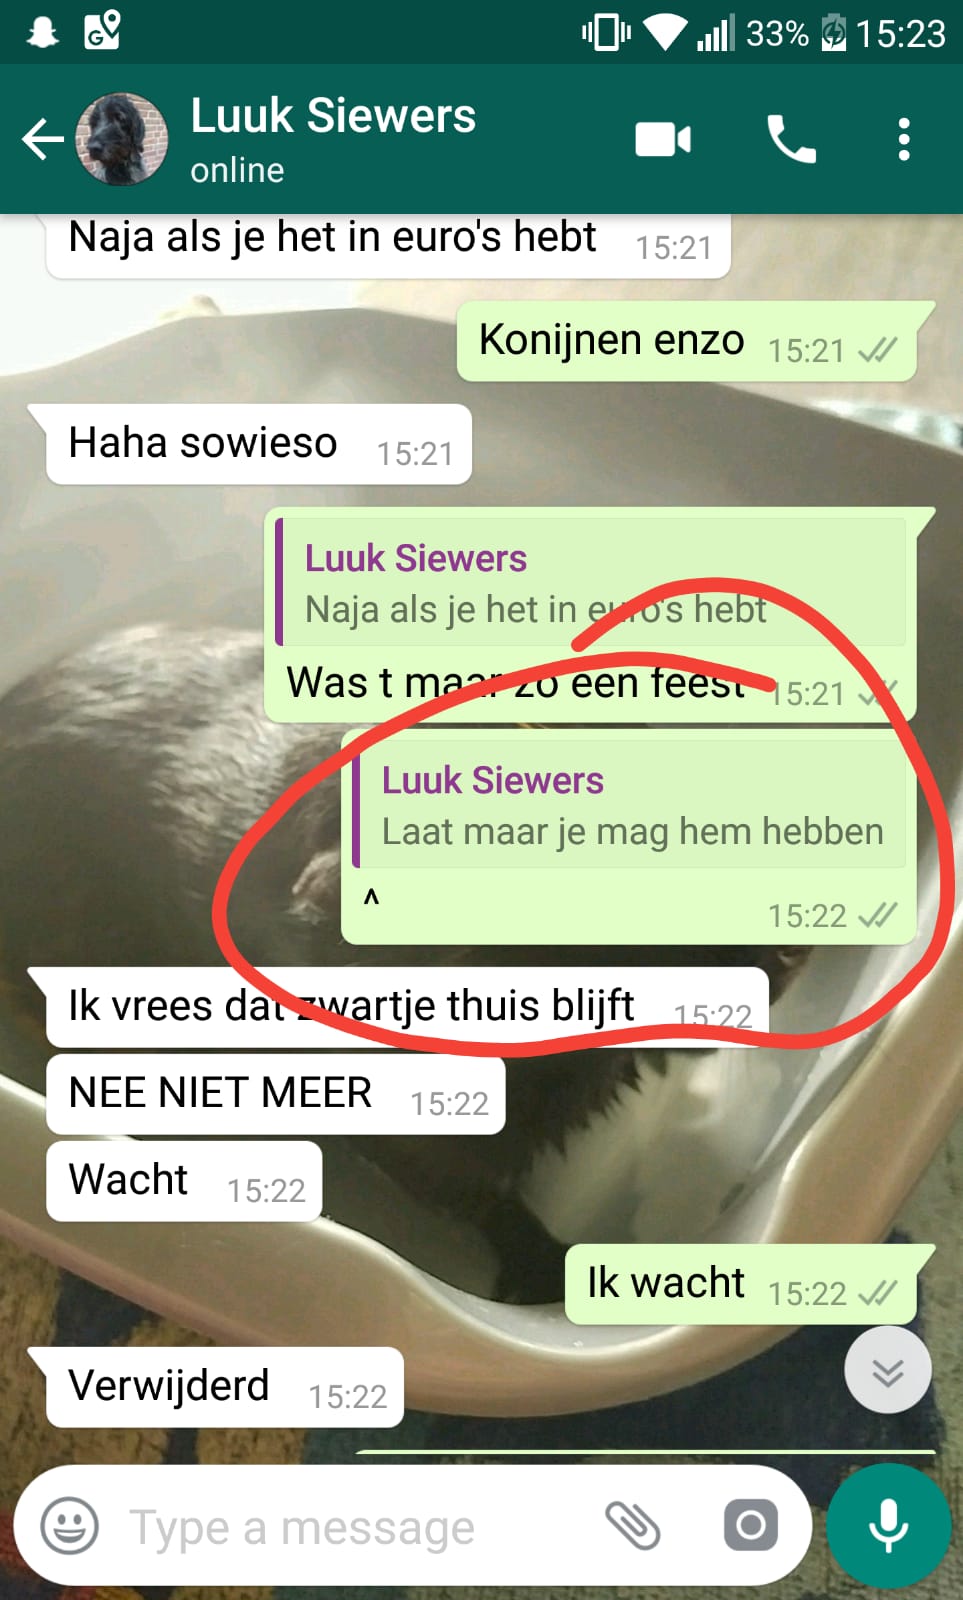 33% 15:23
Luuk Siewers
online
Naja als je het in euro's hebt 15:21
Konijnen enzo 15:21
Haha sowieso 15:21
Luuk Siewers
Naja als je het in euro's hebt
Was t maar zo een feest 15:21
Luuk Siewers
Laat maar je mag hem hebben
^ 15:22
Ik vrees dat zwartje thuis blijft 15:22
NEE NIET MEER 15:22
Wacht 15:22
Ik wacht 15:22
Verwijderd 15:22
Type a message